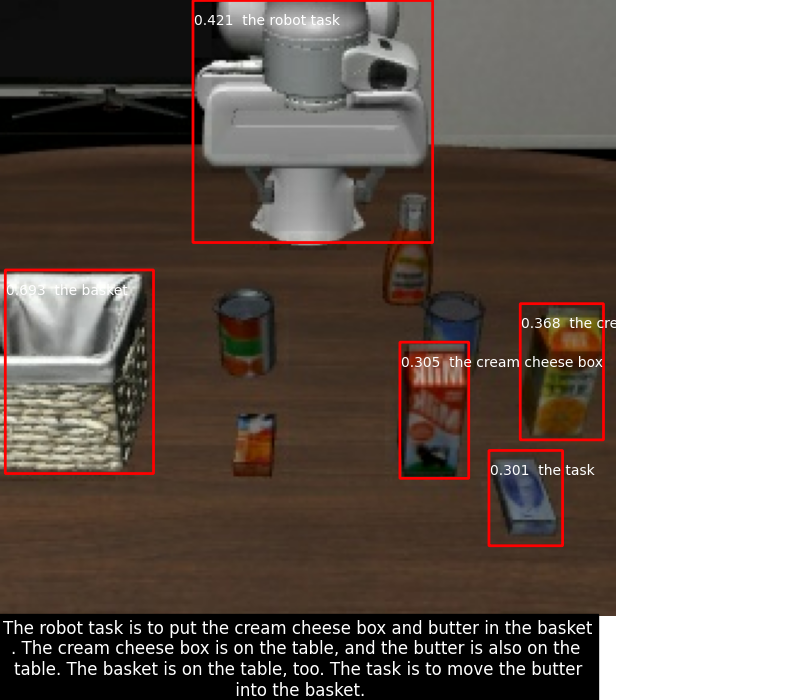 0.421 the robot task
0.693 the basket
0.368 the cre
0.305 the cream cheese box
0.301 the task
The robot task is to put the cream cheese box and butter in the basket
. The cream cheese box is on the table, and the butter is also on the
table. The basket is on the table, too. The task is to move the butter
into the basket.